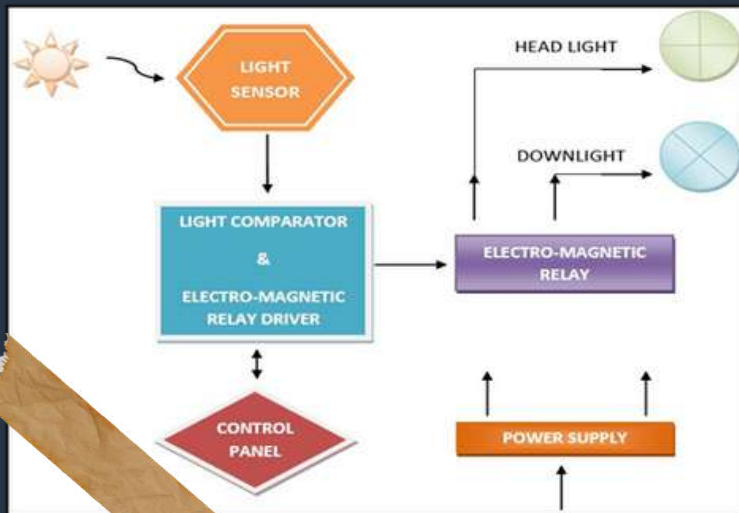 LIGHT
SENSOR
HEAD LIGHT
DOWNLIGHT
LIGHT COMPARATOR
&
ELECTRO-MAGNETIC
RELAY DRIVER
ELECTRO-MAGNETIC
RELAY
CONTROL
PANEL
POWER SUPPLY